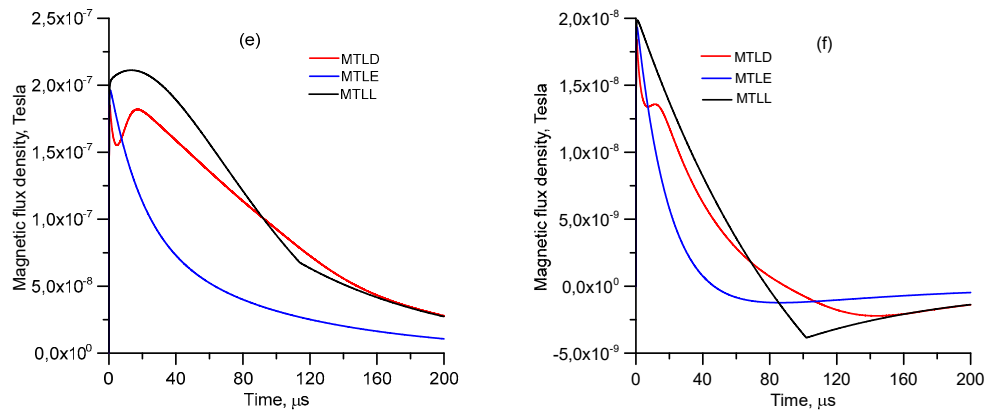 2,5x10⁻⁷
2,0x10⁻⁷
1,5x10⁻⁷
1,0x10⁻⁷
5,0x10⁻⁸
0,0x10⁰
Magnetic flux density, Tesla
(e)
MTLD
MTLE
MTLL
0 40 80 120 160 200
Time, μs
2,0x10⁻⁸
1,5x10⁻⁸
1,0x10⁻⁸
5,0x10⁻⁹
0,0x10⁰
-5,0x10⁻⁹
Magnetic flux density, Tesla
(f)
MTLD
MTLE
MTLL
0 40 80 120 160 200
Time, μs